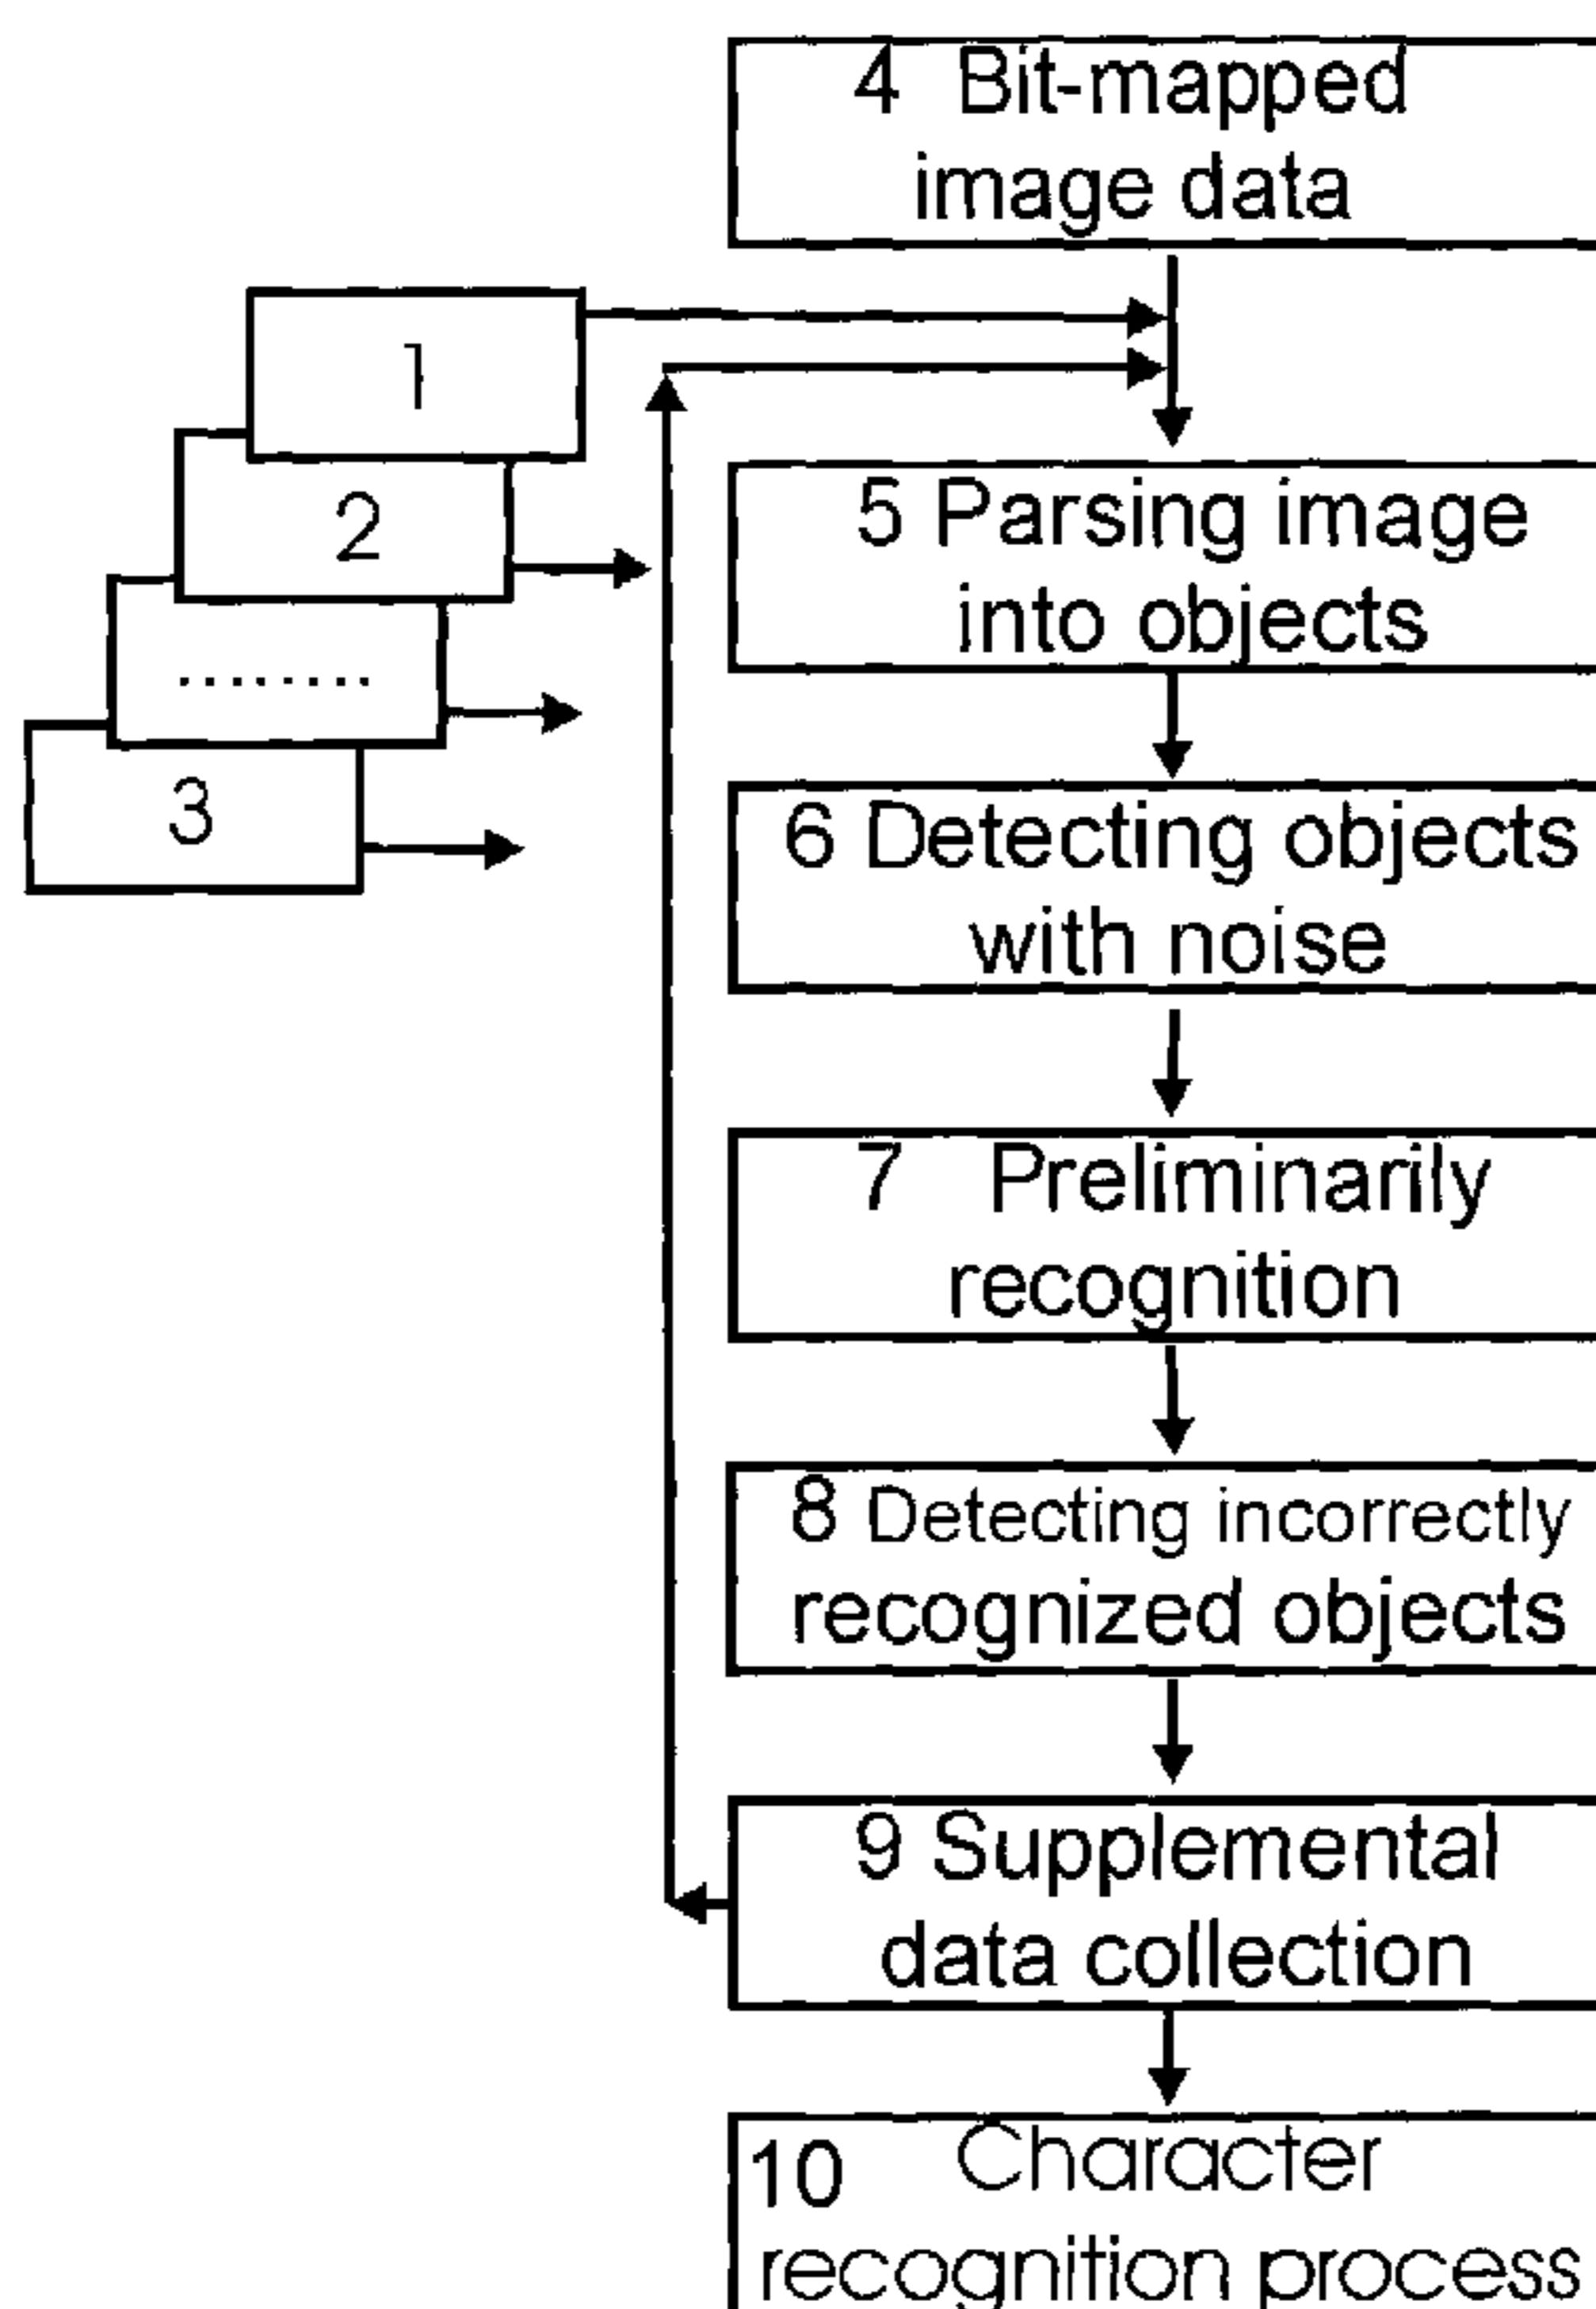 4 Bit-mapped
image data
1
2
........
3
5 Parsing image
into objects
6 Detecting objects
with noise
7 Preliminarily
recognition
8 Detecting incorrectly
recognized objects
9 Supplemental
data collection
10 Character
recognition process